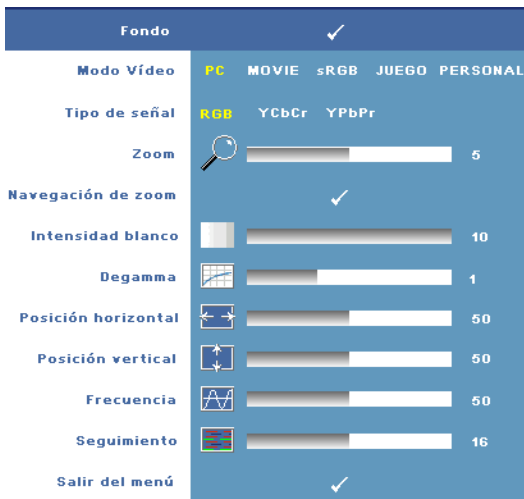 Fondo
Modo Vídeo PC MOVIE sRGB JUEGO PERSONAL
Tipo de señal RGB YCbCr YPbPr
Zoom 5
Navegación de zoom
Intensidad blanco 10
Degamma 1
Posición horizontal 50
Posición vertical 50
Frecuencia 50
Seguimiento 16
Salir del menú